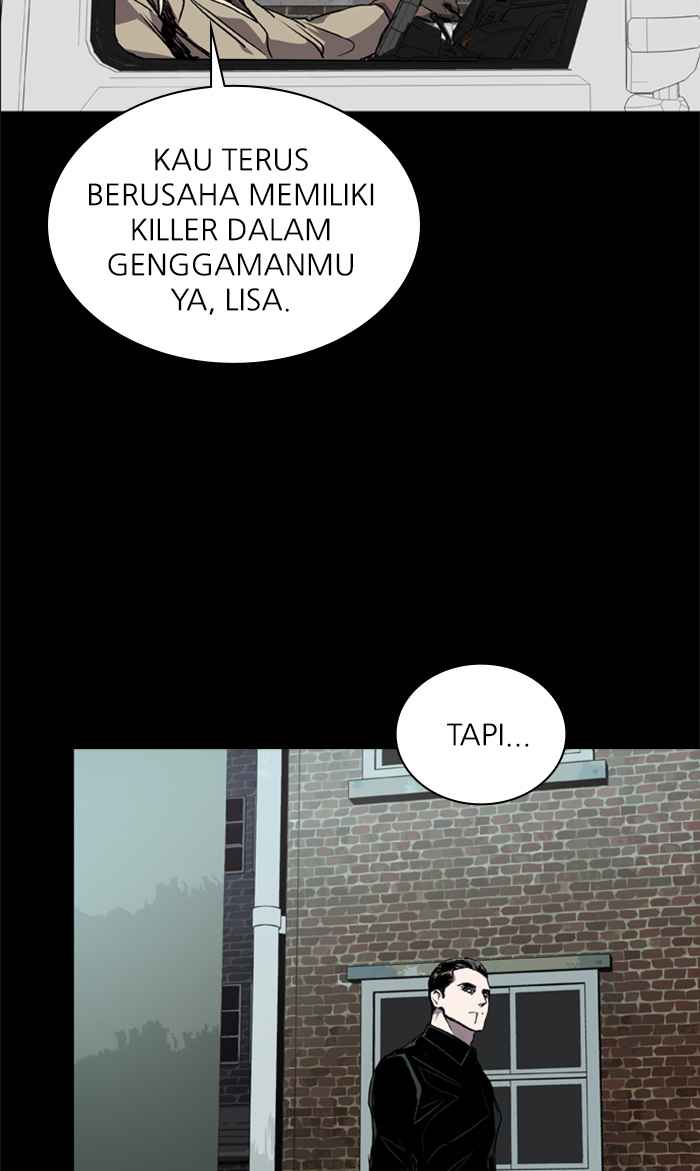 KAU TERUS
BERUSAHA MEMILIKI
KILLER DALAM
GENGGAMANMU
YA, LISA.
TAPI...